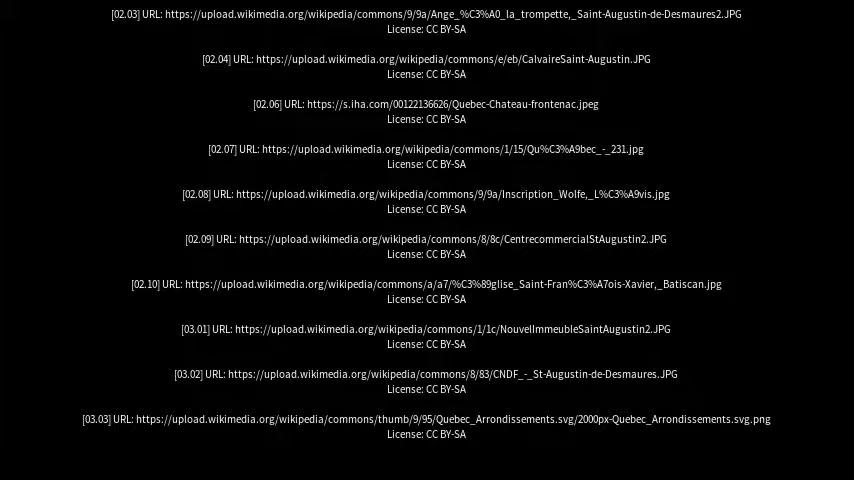 [02.03] URL: https://upload.wikimedia.org/wikipedia/commons/9/9a/Ange_%C3%A0_la_trompette,_Saint-Augustin-de-Desmaures2.JPG
License: CC BY-SA
[02.04] URL: https://upload.wikimedia.org/wikipedia/commons/e/eb/CalvaireSaint-Augustin.JPG
License: CC BY-SA
[02.06] URL: https://s.iha.com/00122136626/Quebec-Chateau-frontenac.jpeg
License: CC BY-SA
[02.07] URL: https://upload.wikimedia.org/wikipedia/commons/1/15/Qu%C3%A9bec_-_231.jpg
License: CC BY-SA
[02.08] URL: https://upload.wikimedia.org/wikipedia/commons/9/9a/Inscription_Wolfe,_L%C3%A9vis.jpg
License: CC BY-SA
[02.09] URL: https://upload.wikimedia.org/wikipedia/commons/8/8c/CentrecommercialStAugustin2.JPG
License: CC BY-SA
[02.10] URL: https://upload.wikimedia.org/wikipedia/commons/a/a7/%C3%89glise_Saint-Fran%C3%A7ois-Xavier,_Batiscan.jpg
License: CC BY-SA
[03.01] URL: https://upload.wikimedia.org/wikipedia/commons/1/1c/NouvelImmeubleSaintAugustin2.JPG
License: CC BY-SA
[03.02] URL: https://upload.wikimedia.org/wikipedia/commons/8/83/CNDF_-_St-Augustin-de-Desmaures.JPG
License: CC BY-SA
[03.03] URL: https://upload.wikimedia.org/wikipedia/commons/thumb/9/95/Quebec_Arrondissements.svg/2000px-Quebec_Arrondissements.svg.png
License: CC BY-SA